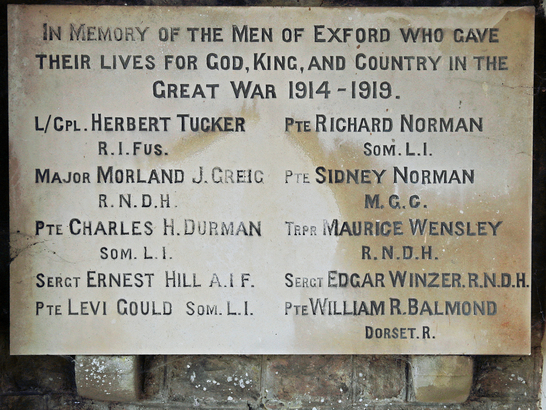 In Memory of the Men of Exford who gave
their lives for God, King, and Country in the
Great War 1914-1919.
L/Cpl. Herbert Tucker
R.I.Fus.
Major Morland J. Greig
R.N.D.H.
Pte Charles H. Durman
Som. L.I.
Sergt Ernest Hill A.I F.
Pte Levi Gould Som. L.I.
Pte Richard Norman
Som. L.I.
Pte Sidney Norman
M.G.C.
Trpr Maurice Wensley
R.N.D.H.
Sergt Edgar Winzer. R.N.D.H.
Pte William R. Balmond
Dorset. R.